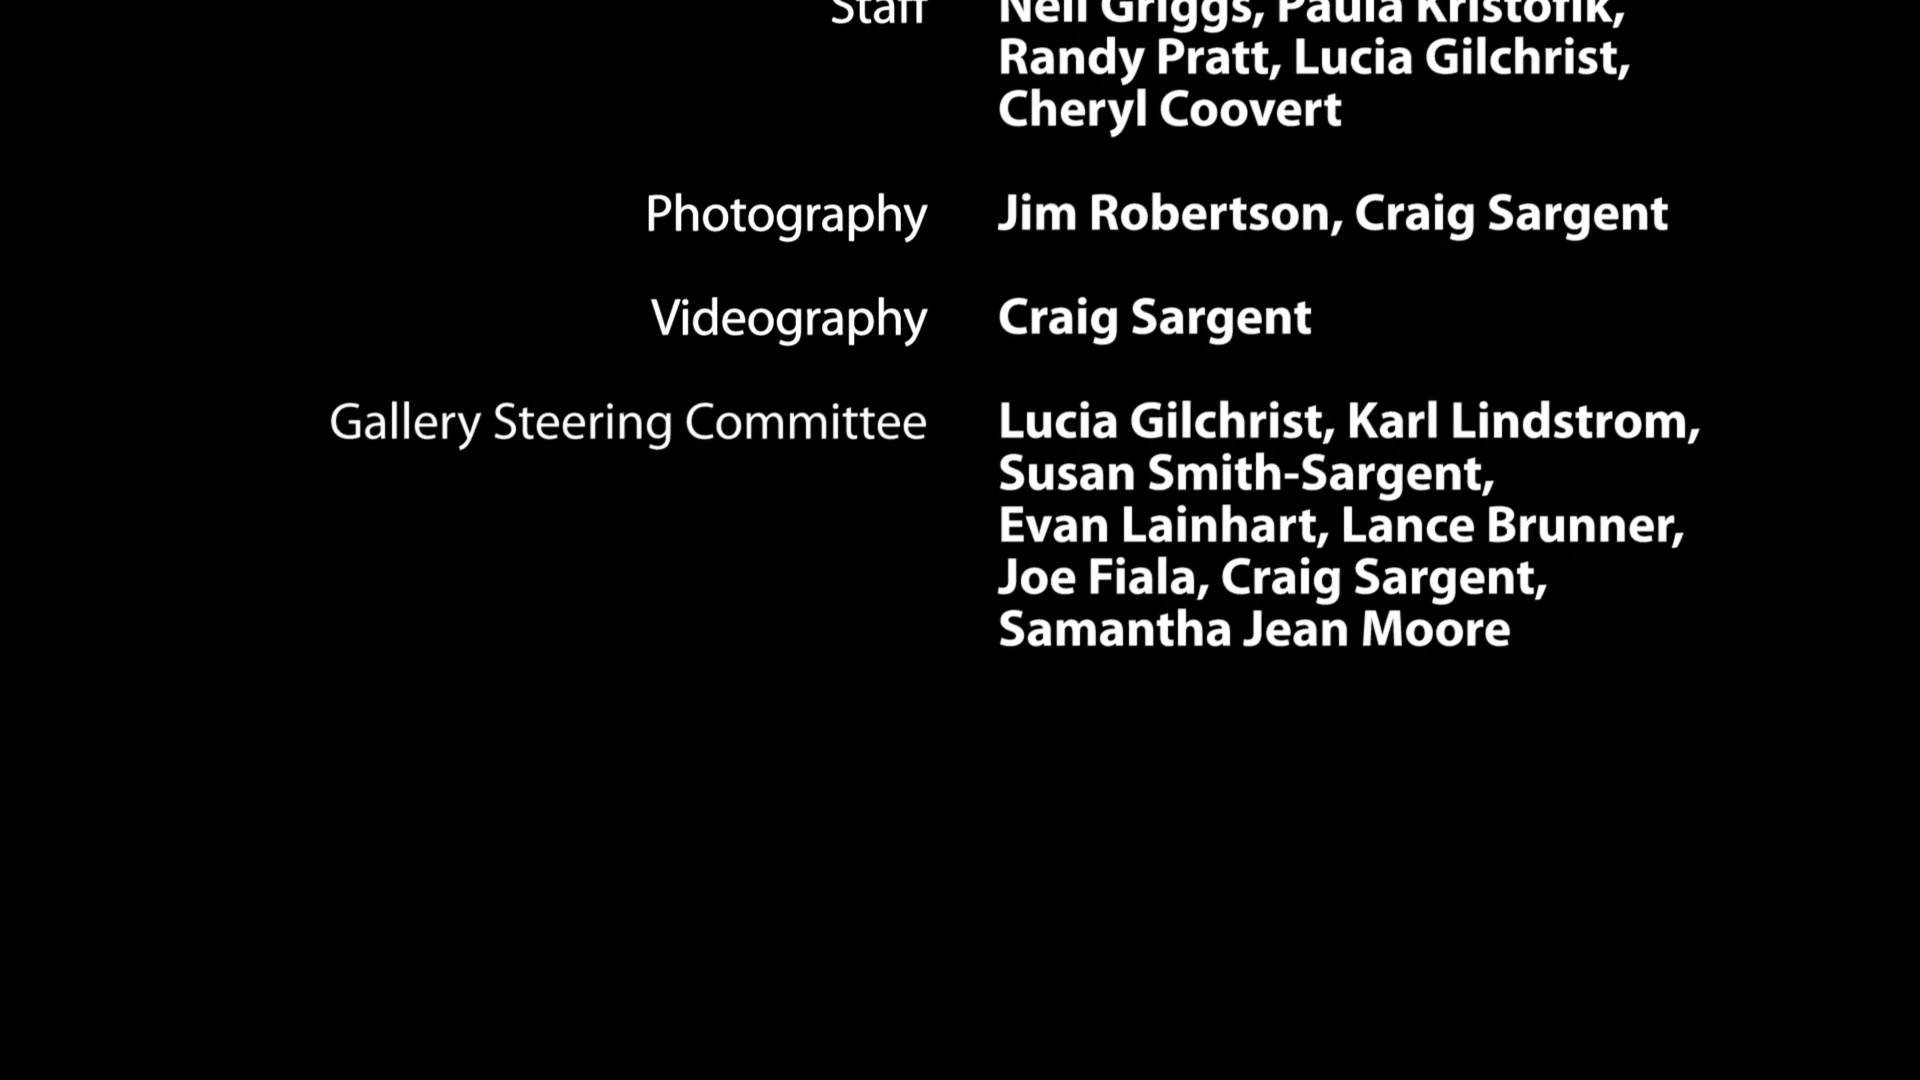 Staff Neil Griggs, Paula Kristofik,
Randy Pratt, Lucia Gilchrist,
Cheryl Coovert
Photography Jim Robertson, Craig Sargent
Videography Craig Sargent
Gallery Steering Committee Lucia Gilchrist, Karl Lindstrom,
Susan Smith-Sargent,
Evan Lainhart, Lance Brunner,
Joe Fiala, Craig Sargent,
Samantha Jean Moore